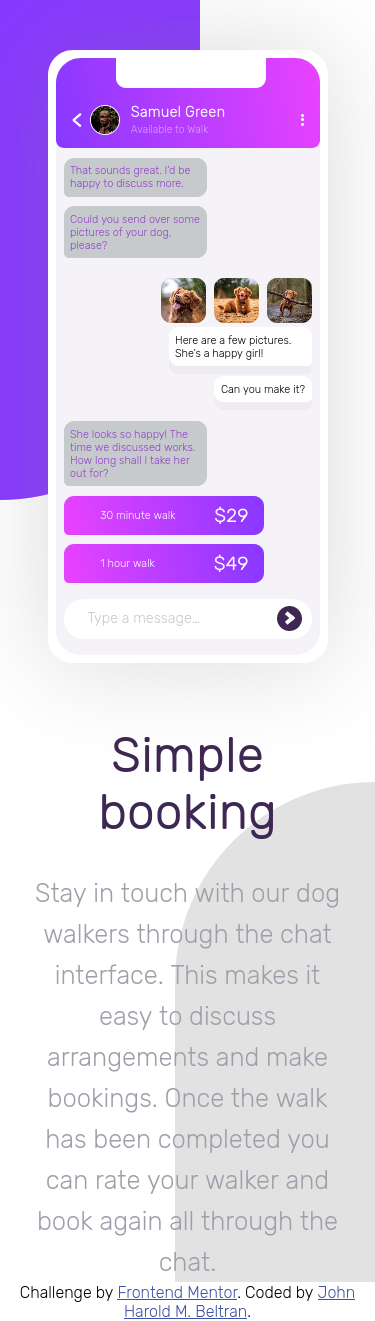 Samuel Green
Available to Walk
That sounds great. I'd be
happy to discuss more.
Could you send over some
pictures of your dog,
please?
Here are a few pictures.
She's a happy girl!
Can you make it?
She looks so happy! The
time we discussed works.
How long shall I take her
out for?
30 minute walk $29
1 hour walk $49
Type a message...
Simple
booking
Stay in touch with our dog
walkers through the chat
interface. This makes it
easy to discuss
arrangements and make
bookings. Once the walk
has been completed you
can rate your walker and
book again all through the
chat.
Challenge by Frontend Mentor. Coded by John
Harold M. Beltran.